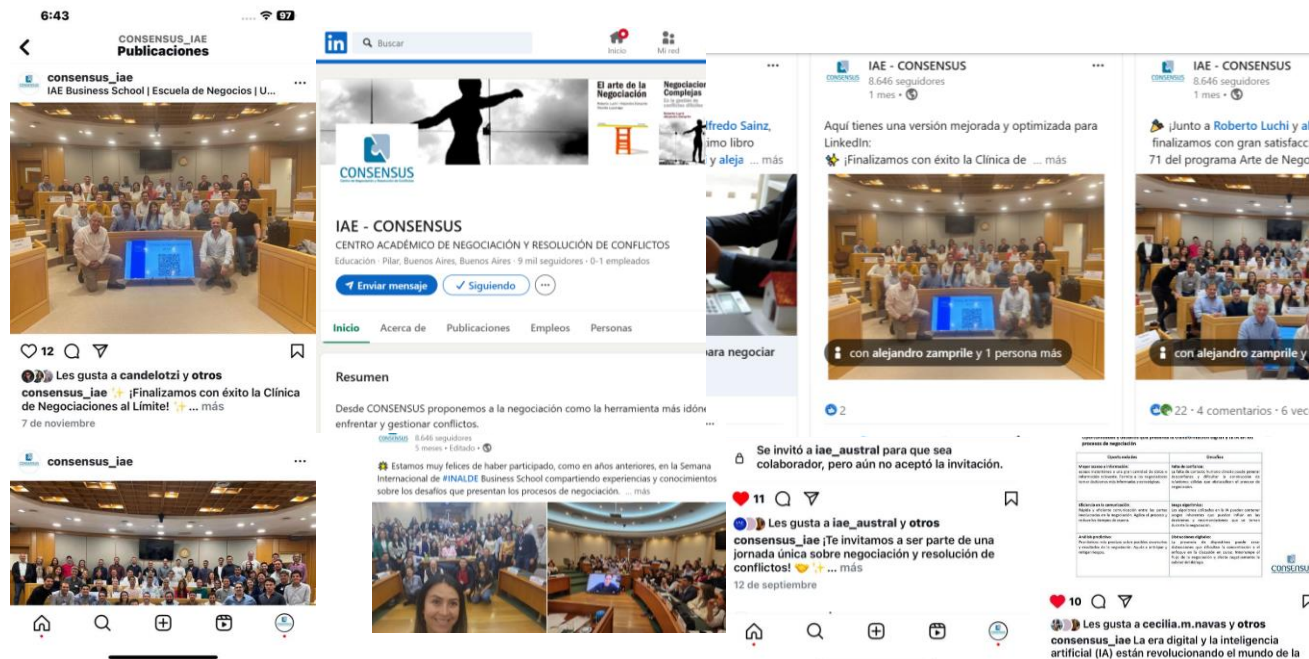 6:43
97
CONSENSUS_IAE
Publicaciones
consensus_iae
IAE Business School | Escuela de Negocios | U...
12
Les gusta a candelotzi y otros
consensus_iae ✨ ¡Finalizamos con éxito la Clínica
de Negociaciones al Límite! ✨... más
7 de noviembre
consensus_iae
in
Buscar
Inicio
Mi red
El arte de la
Negociación
Negociacion
Complejas
CONSENSUS
IAE - CONSENSUS
CENTRO ACADÉMICO DE NEGOCIACIÓN Y RESOLUCIÓN DE CONFLICTOS
Educación · Pilar, Buenos Aires, Buenos Aires · 9 mil seguidores · 0-1 empleados
Enviar mensaje
Siguiendo
Inicio
Acerca de
Publicaciones
Empleos
Personas
Resumen
Desde CONSENSUS proponemos a la negociación como la herramienta más idóne
enfrentar y gestionar conflictos.
CONSENSUS
8.646 seguidores
5 meses • Editado •
Estamos muy felices de haber participado, como en años anteriores, en la Semana
Internacional de #INALDE Business School compartiendo experiencias y conocimientos
sobre los desafíos que presentan los procesos de negociación. ... más
lfredo Sainz,
imo libro
y aleja ... más
ara negociar
CONSENSUS
IAE - CONSENSUS
8.646 seguidores
1 mes •
Aquí tienes una versión mejorada y optimizada para
LinkedIn:
¡Finalizamos con éxito la Clínica de ... más
con alejandro zamprile y 1 persona más
2
CONSENSUS
IAE - CONSENSUS
8.646 seguidores
1 mes •
¡Junto a Roberto Luchi y al
finalizamos con gran satisfacc
71 del programa Arte de Nego
con alejandro zamprile y
22 · 4 comentarios · 6 vece
Se invitó a iae_austral para que sea
colaborador, pero aún no aceptó la invitación.
11
Les gusta a iae_austral y otros
consensus_iae ¡Te invitamos a ser parte de una
jornada única sobre negociación y resolución de
conflictos! 🤝✨... más
12 de septiembre
procesos de negociación
Oportunidades
Desafíos
CONSENSUS
10
Les gusta a cecilia.m.navas y otros
consensus_iae La era digital y la inteligencia
artificial (IA) están revolucionando el mundo de la